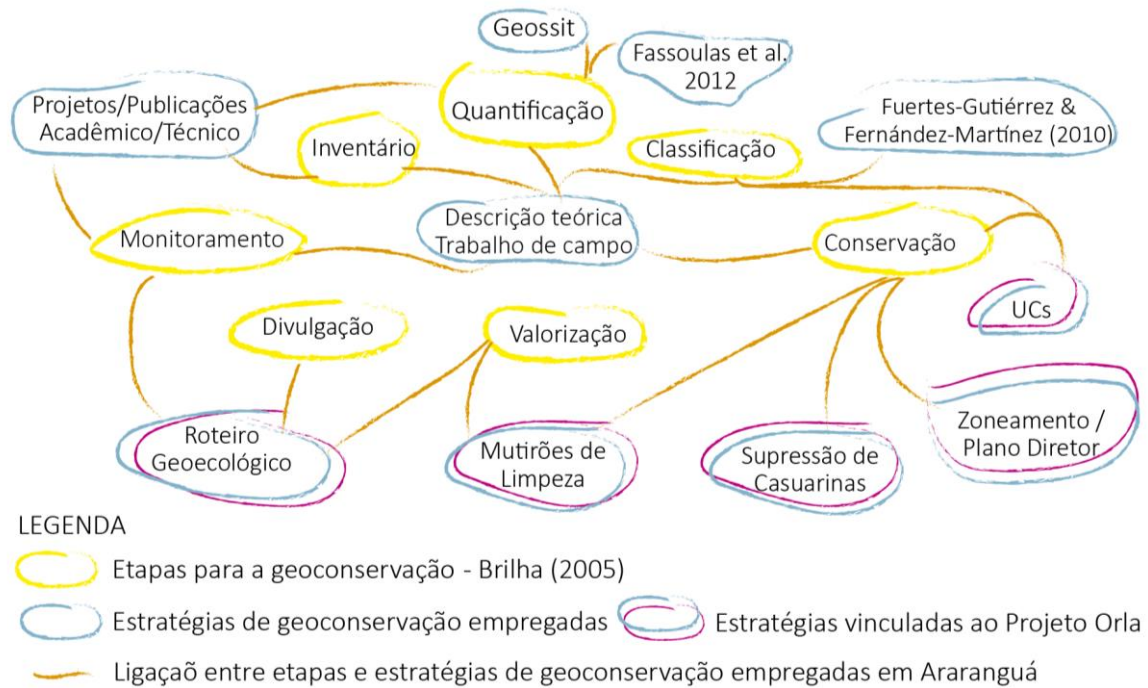 Geossit
Fassoulas et al.
2012
Projetos/Publicações
Acadêmico/Técnico
Quantificação
Fuertes-Gutiérrez &
Fernández-Martínez (2010)
Inventário
Classificação
Descrição teórica
Trabalho de campo
Monitoramento
Conservação
UCs
Divulgação
Valorização
Roteiro
Geoecológico
Mutirões de
Limpeza
Supressão de
Casuarinas
Zoneamento /
Plano Diretor
LEGENDA
Etapas para a geoconservação - Brilha (2005)
Estratégias de geoconservação empregadas
Estratégias vinculadas ao Projeto Orla
Ligaçaõ entre etapas e estratégias de geoconservação empregadas em Araranguá